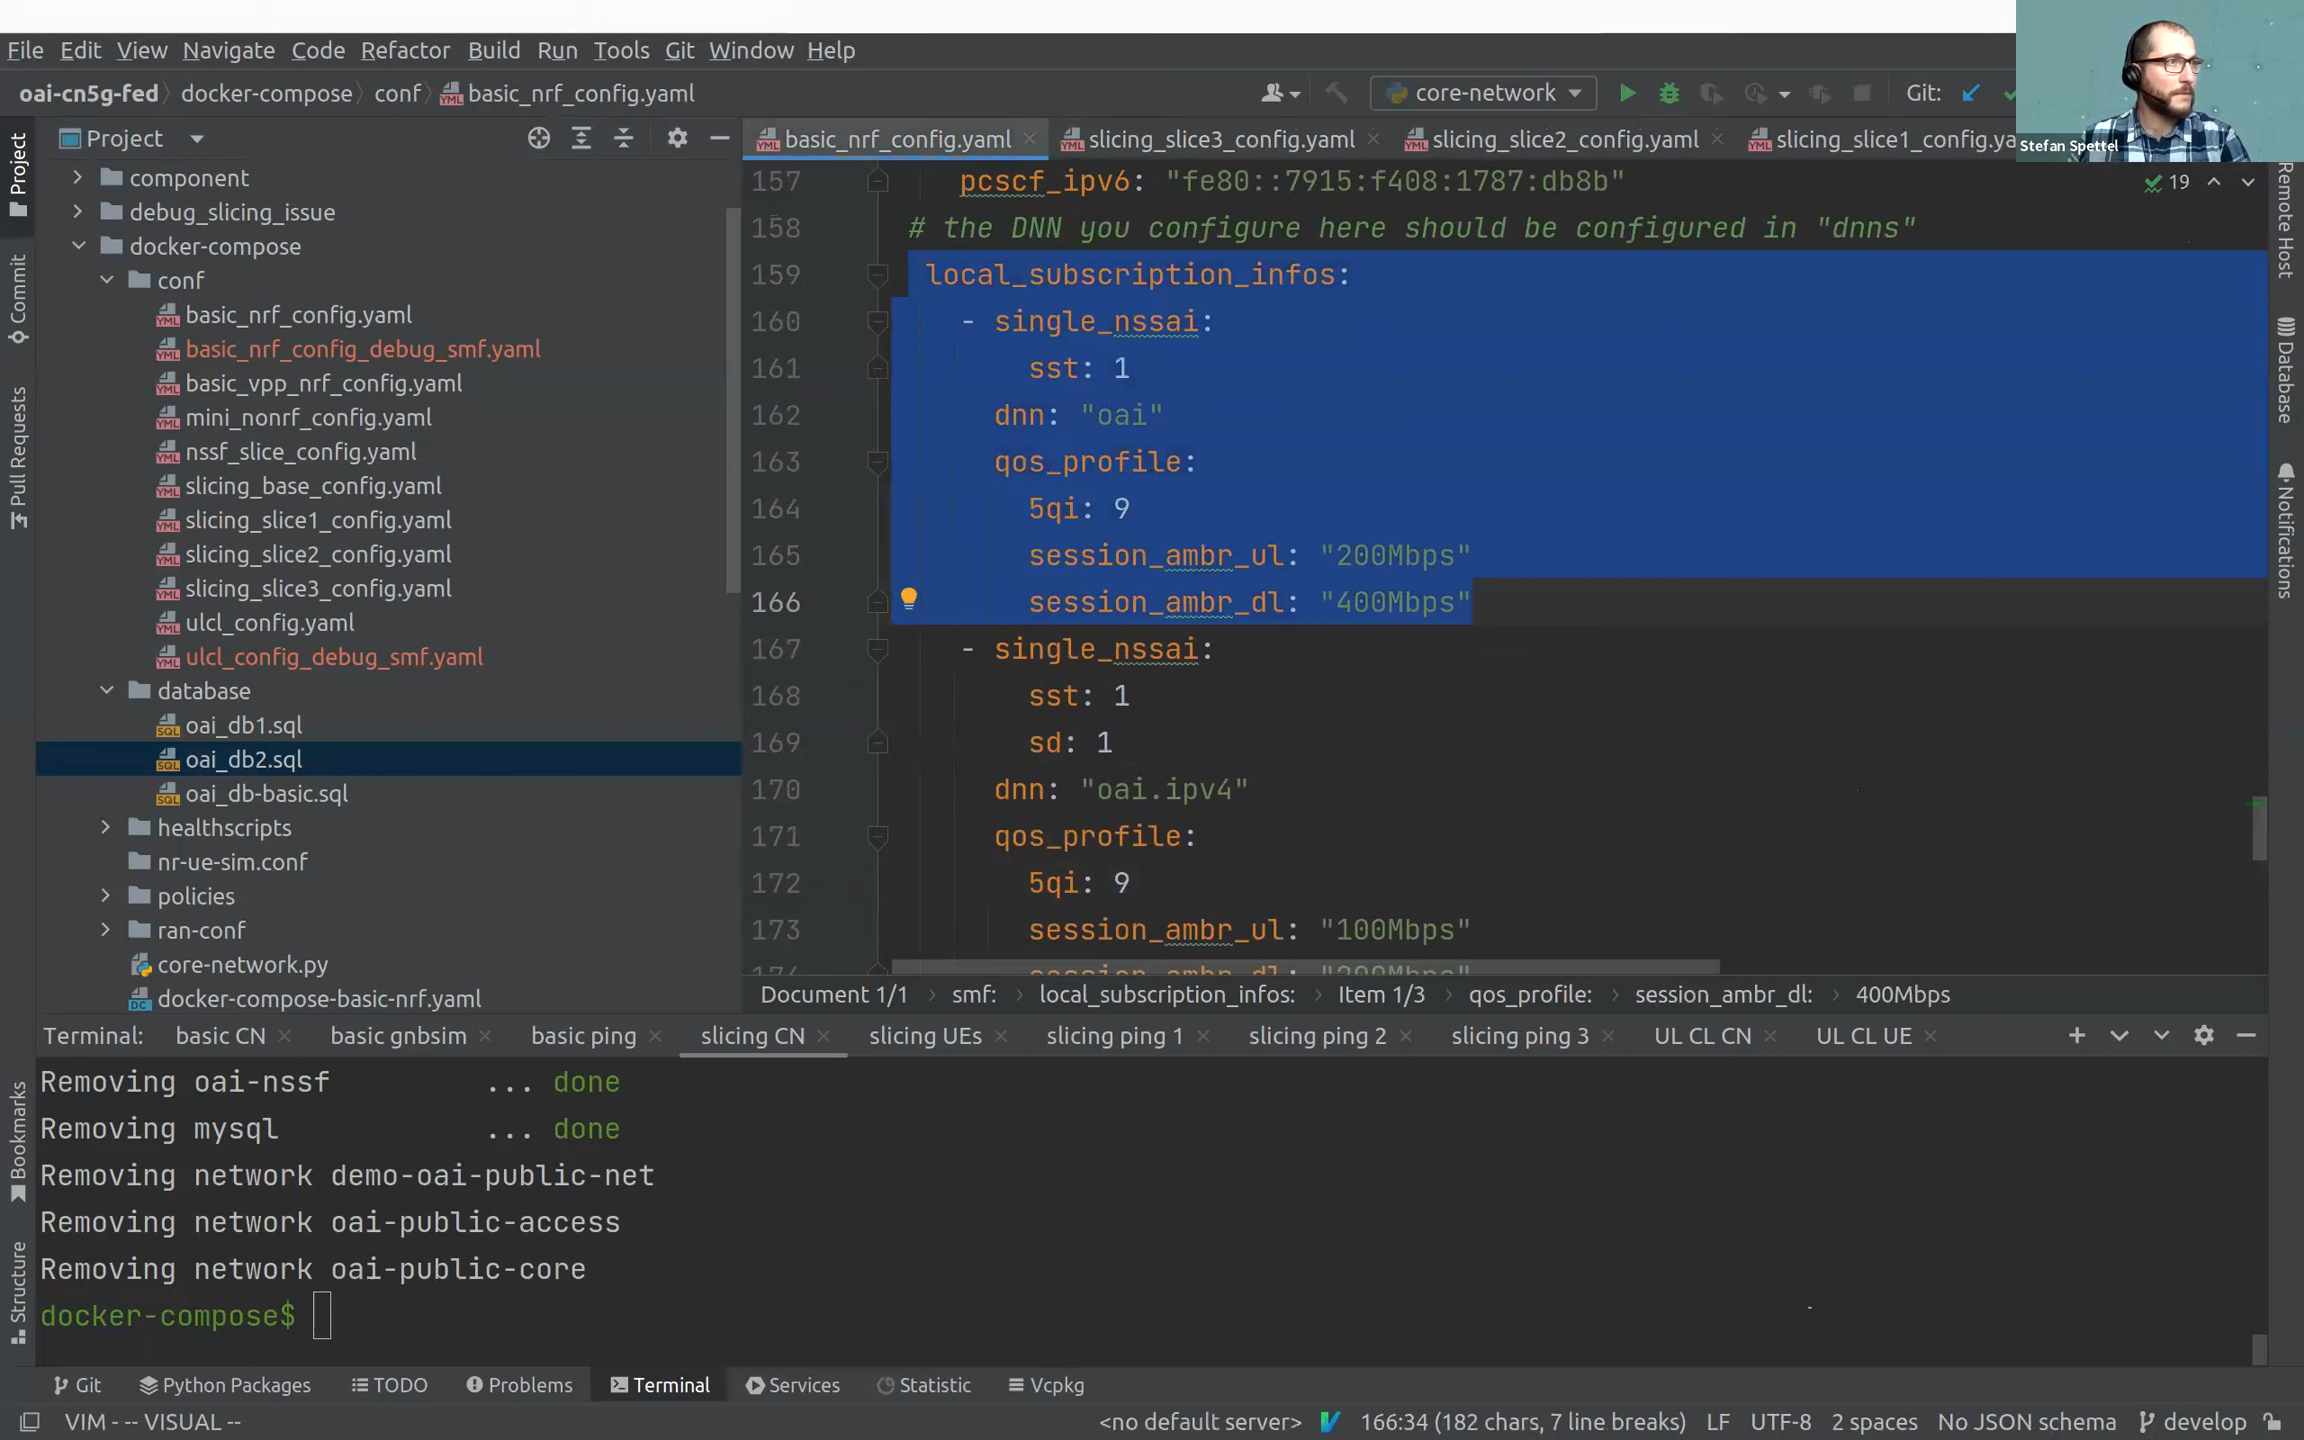 File Edit View Navigate Code Refactor Build Run Tools Git Window Help
oai-cn5g-fed docker-compose conf basic_nrf_config.yaml core-network Git:
Stefan Spettel
Project
basic_nrf_config.yaml slicing_slice3_config.yaml slicing_slice2_config.yaml slicing_slice1_config.ya
component
debug_slicing_issue
docker-compose
conf
basic_nrf_config.yaml
basic_nrf_config_debug_smf.yaml
basic_vpp_nrf_config.yaml
mini_nonrf_config.yaml
nssf_slice_config.yaml
slicing_base_config.yaml
slicing_slice1_config.yaml
slicing_slice2_config.yaml
slicing_slice3_config.yaml
ulcl_config.yaml
ulcl_config_debug_smf.yaml
database
oai_db1.sql
oai_db2.sql
oai_db-basic.sql
healthscripts
nr-ue-sim.conf
policies
ran-conf
core-network.py
docker-compose-basic-nrf.yaml
19
157 pcscf_ipv6: "fe80::7915:f408:1787:db8b"
158 # the DNN you configure here should be configured in "dnns"
159 local_subscription_infos:
160 - single_nssai:
161 sst: 1
162 dnn: "oai"
163 qos_profile:
164 5qi: 9
165 session_ambr_ul: "200Mbps"
166 session_ambr_dl: "400Mbps"
167 - single_nssai:
168 sst: 1
169 sd: 1
170 dnn: "oai.ipv4"
171 qos_profile:
172 5qi: 9
173 session_ambr_ul: "100Mbps"
174 session_ambr_dl: "200Mbps"
Document 1/1 smf: local_subscription_infos: Item 1/3 qos_profile: session_ambr_dl: 400Mbps
Project
Commit
Pull Requests
Bookmarks
Structure
Remote Host
Database
Notifications
Terminal: basic CN basic gnbsim basic ping slicing CN slicing UEs slicing ping 1 slicing ping 2 slicing ping 3 UL CL CN UL CL UE
Removing oai-nssf ... done
Removing mysql ... done
Removing network demo-oai-public-net
Removing network oai-public-access
Removing network oai-public-core
docker-compose$
Git Python Packages TODO Problems Terminal Services Statistic Vcpkg
VIM - -- VISUAL -- <no default server> 166:34 (182 chars, 7 line breaks) LF UTF-8 2 spaces No JSON schema develop